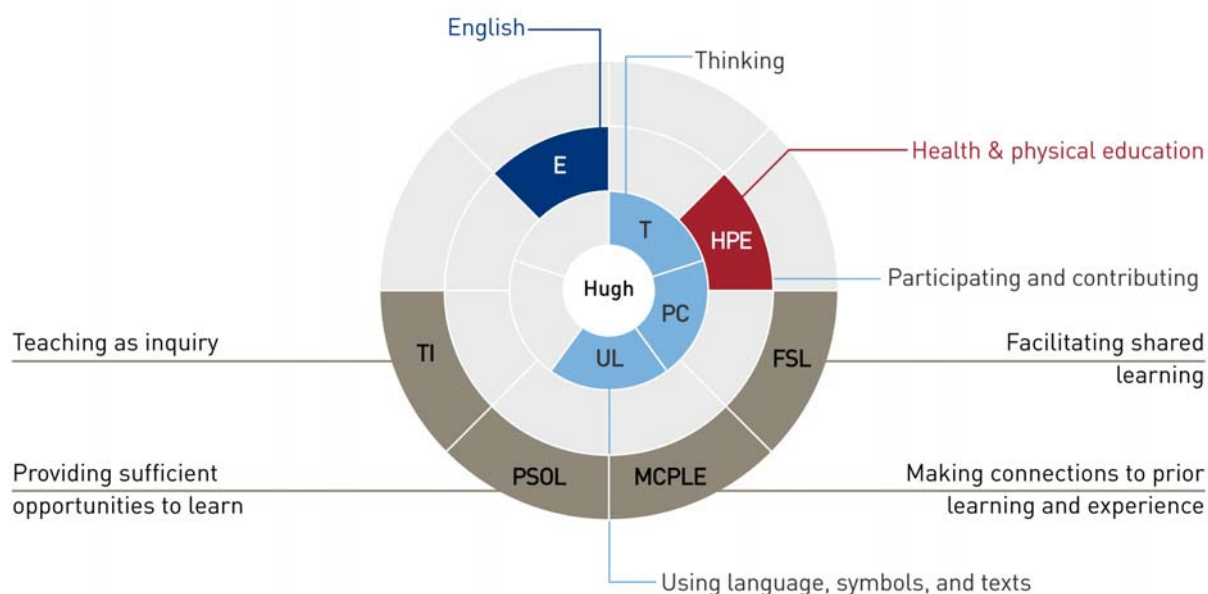 English
Thinking
E
Health & physical education
T
HPE
Hugh
Participating and contributing
PC
Teaching as inquiry
TI
UL
FSL
Facilitating shared
learning
Providing sufficient
opportunities to learn
PSOL
MCPLE
Making connections to prior
learning and experience
Using language, symbols, and texts